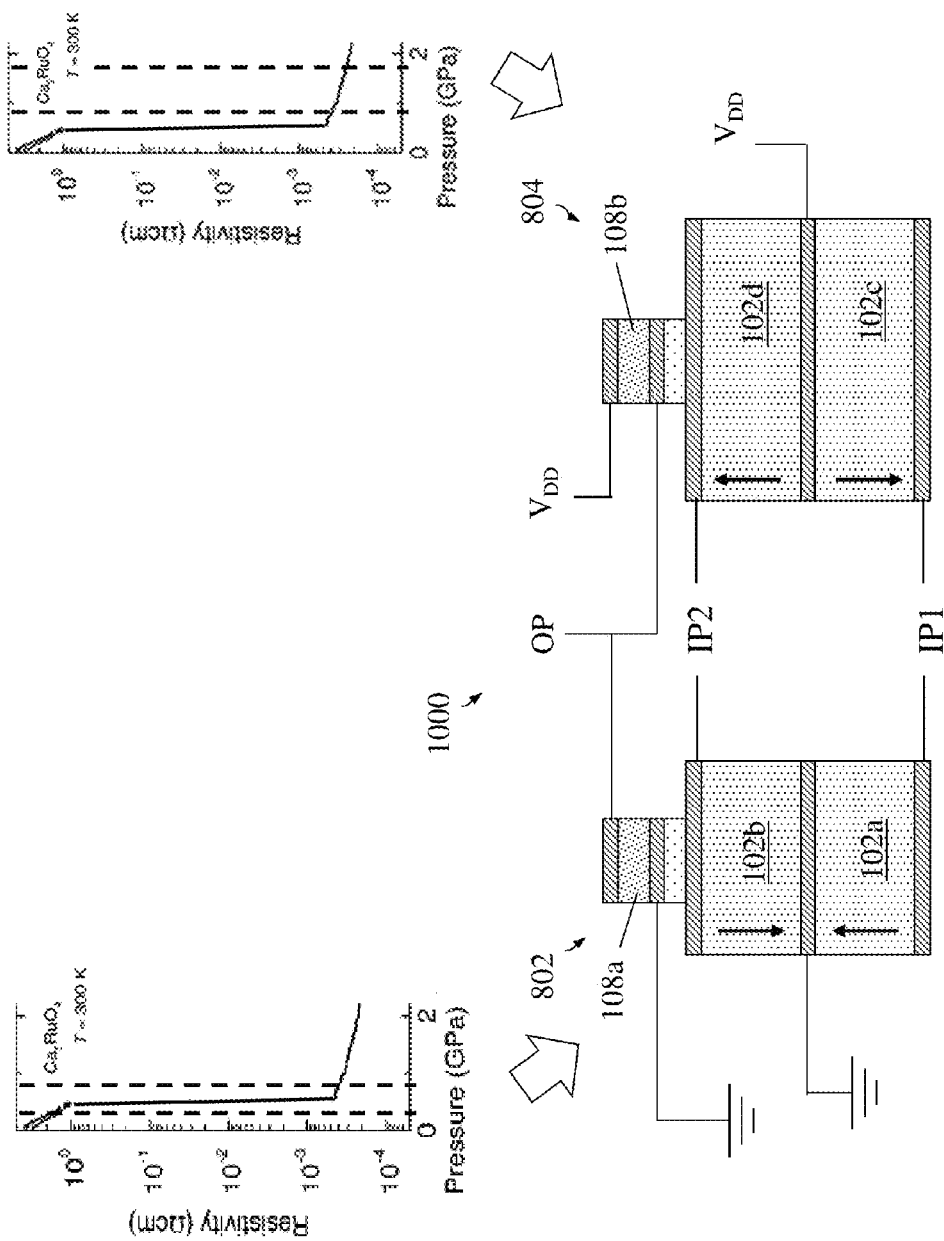 Resistivity (Ωcm)
10⁰
10⁻¹
10⁻²
10⁻³
10⁻⁴
Ca₂RuO₄
T = 300 K
0
2
Pressure (GPa)
Resistivity (Ωcm)
10⁰
10⁻¹
10⁻²
10⁻³
10⁻⁴
Ca₂RuO₄
T = 300 K
0
2
Pressure (GPa)
1000
802
804
108a
108b
OP
V_DD
V_DD
102b
102a
102d
102c
IP2
IP1